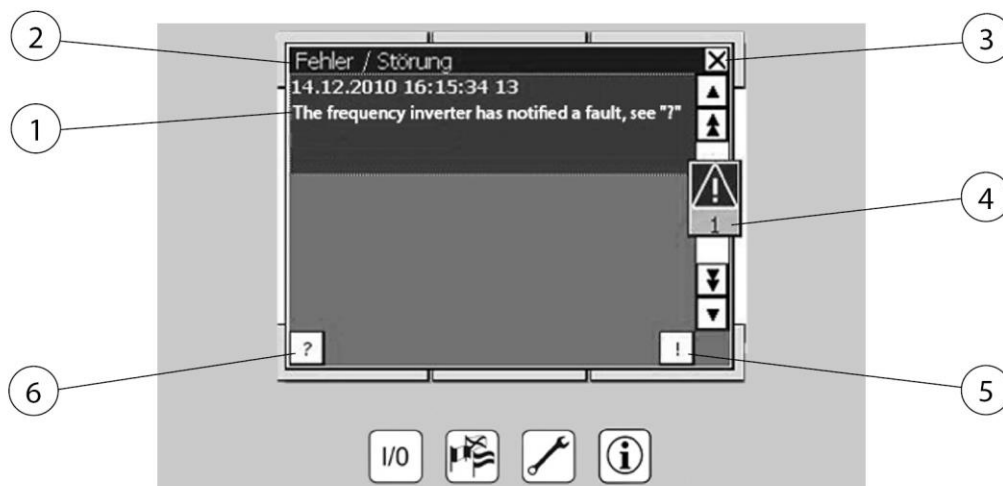 2
3
Fehler / Störung
14.12.2010 16:15:34 13
1
The frequency inverter has notified a fault, see "?"
4
1
?
!
6
5
I/0